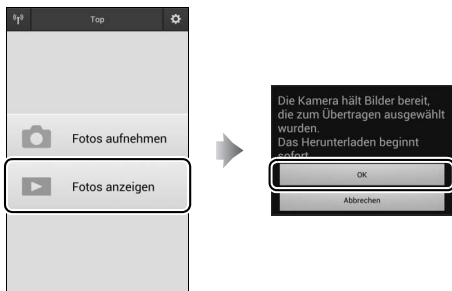 Top
Fotos aufnehmen
Fotos anzeigen
Die Kamera hält Bilder bereit,
die zum Übertragen ausgewählt
wurden.
Das Herunterladen beginnt
sofort.
OK
Abbrechen